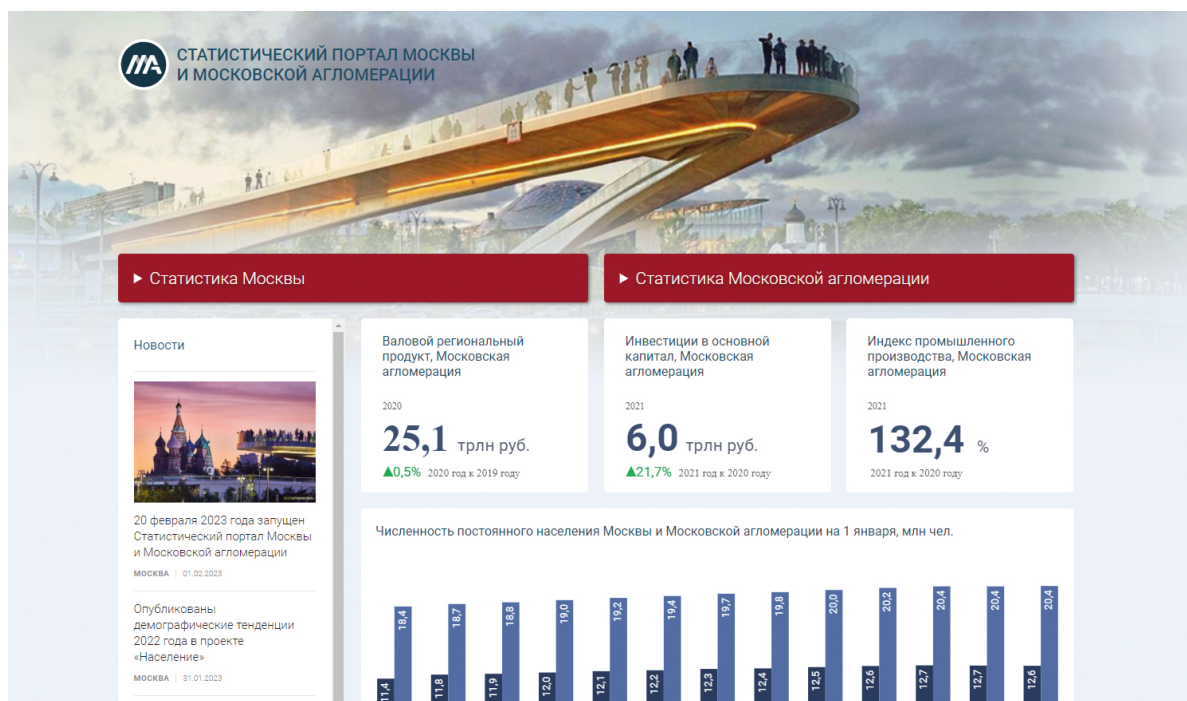 СТАТИСТИЧЕСКИЙ ПОРТАЛ МОСКВЫ
И МОСКОВСКОЙ АГЛОМЕРАЦИИ
Статистика Москвы
Статистика Московской агломерации
Новости
20 февраля 2023 года запущен
Статистический портал Москвы
и Московской агломерации
МОСКВА | 01.02.2023
Опубликованы
демографические тенденции
2022 года в проекте
«Население»
МОСКВА | 31.01.2023
Валовой региональный
продукт, Московская
агломерация
2020
25,1 трлн руб.
▲0,5% 2020 год к 2019 году
Инвестиции в основной
капитал, Московская
агломерация
2021
6,0 трлн руб.
▲21,7% 2021 год к 2020 году
Индекс промышленного
производства, Московская
агломерация
2021
132,4 %
2021 год к 2020 году
Численность постоянного населения Москвы и Московской агломерации на 1 января, млн чел.
18,4 18,7 18,8 19,0 19,2 19,4 19,7 19,8 20,0 20,2 20,4 20,4 20,4
11,4 11,8 11,9 12,0 12,1 12,2 12,3 12,4 12,5 12,6 12,7 12,7 12,6